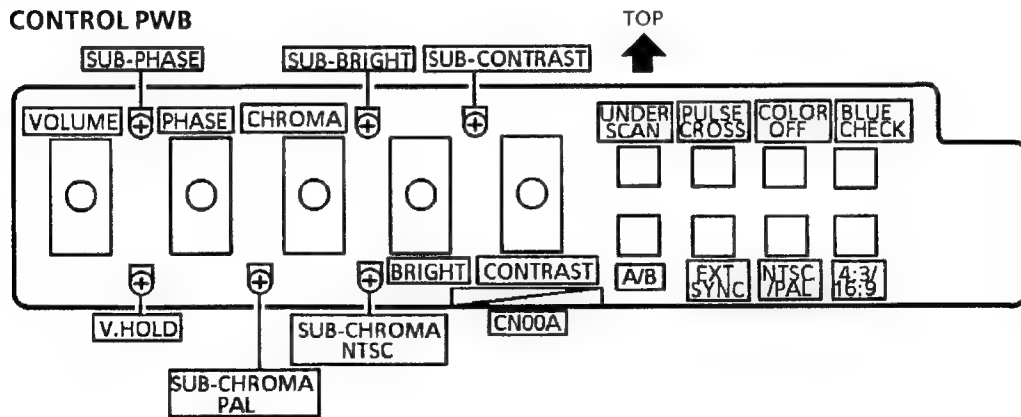 CONTROL PWB
TOP
SUB-PHASE
SUB-BRIGHT
SUB-CONTRAST
VOLUME
PHASE
CHROMA
UNDER
SCAN
PULSE
CROSS
COLOR
OFF
BLUE
CHECK
BRIGHT
CONTRAST
A/B
EXT
SYNC
NTSC
/PAL
4:3/
16:9
V.HOLD
SUB-CHROMA
NTSC
CN00A
SUB-CHROMA
PAL